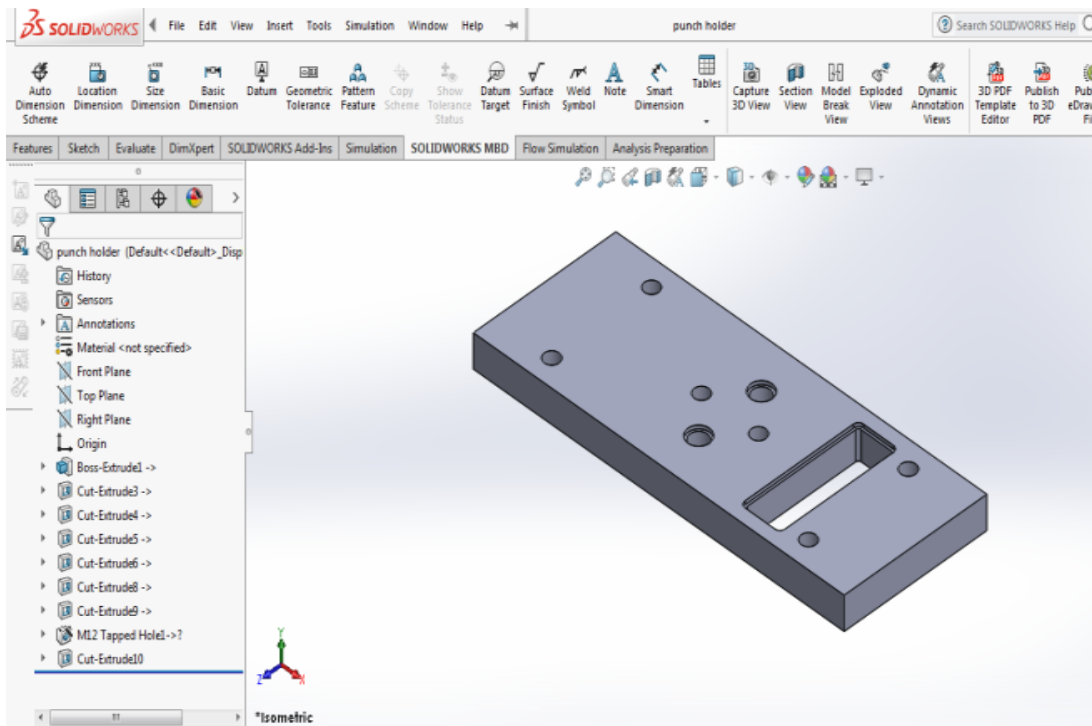 SOLIDWORKS File Edit View Insert Tools Simulation Window Help punch holder Search SOLIDWORKS Help
Auto Dimension Scheme
Location Dimension
Size Dimension
Basic Dimension
Datum
Geometric Tolerance
Pattern Feature
Copy Scheme
Show Tolerance Status
Datum Target
Surface Finish
Weld Symbol
Note
Smart Dimension
Tables
Capture 3D View
Section View
Model Break View
Exploded View
Dynamic Annotation Views
3D PDF Template Editor
Publish to 3D PDF
Features Sketch Evaluate DimXpert SOLIDWORKS Add-Ins Simulation SOLIDWORKS MBD Flow Simulation Analysis Preparation
punch holder (Default<<Default>_Disp
History
Sensors
Annotations
Material <not specified>
Front Plane
Top Plane
Right Plane
Origin
Boss-Extrude1 ->
Cut-Extrude3 ->
Cut-Extrude4 ->
Cut-Extrude5 ->
Cut-Extrude6 ->
Cut-Extrude8 ->
Cut-Extrude9 ->
M12 Tapped Hole1->?
Cut-Extrude10
Y
Z X
*Isometric